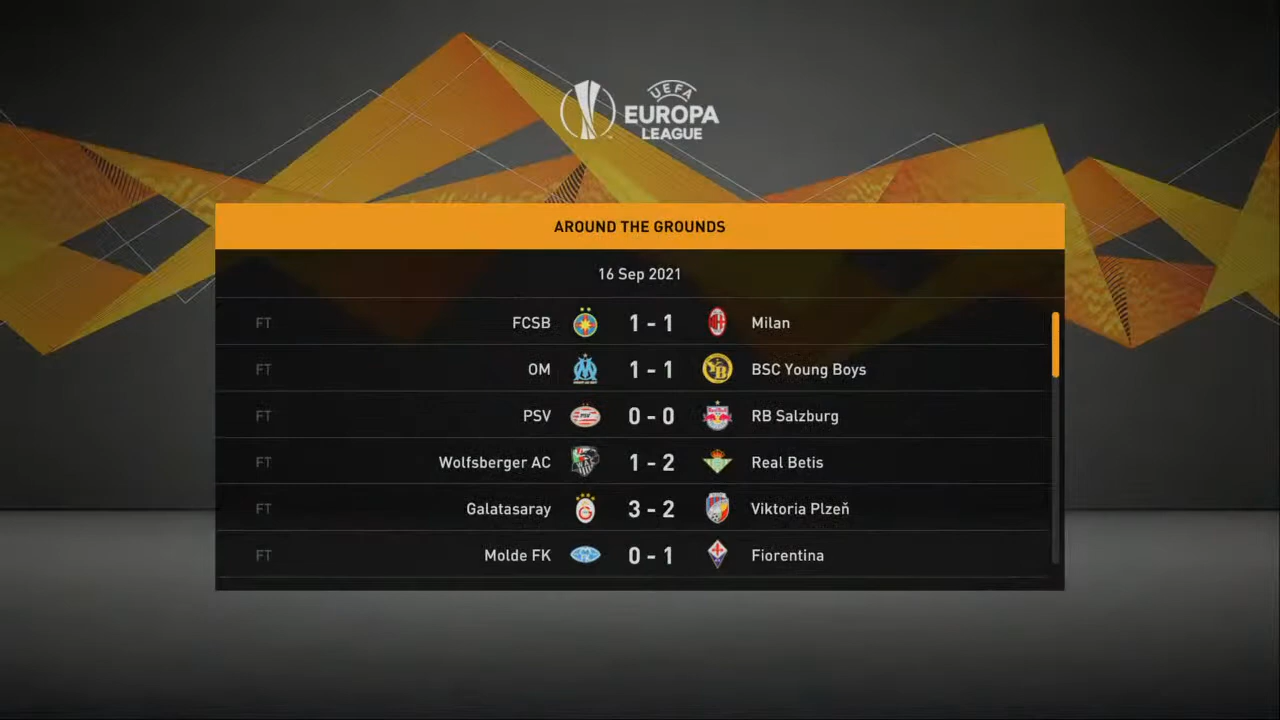 UEFA
EUROPA
LEAGUE
AROUND THE GROUNDS
16 Sep 2021
FT FCSB 1 - 1 Milan
FT OM 1 - 1 BSC Young Boys
FT PSV 0 - 0 RB Salzburg
FT Wolfsberger AC 1 - 2 Real Betis
FT Galatasaray 3 - 2 Viktoria Plzeň
FT Molde FK 0 - 1 Fiorentina